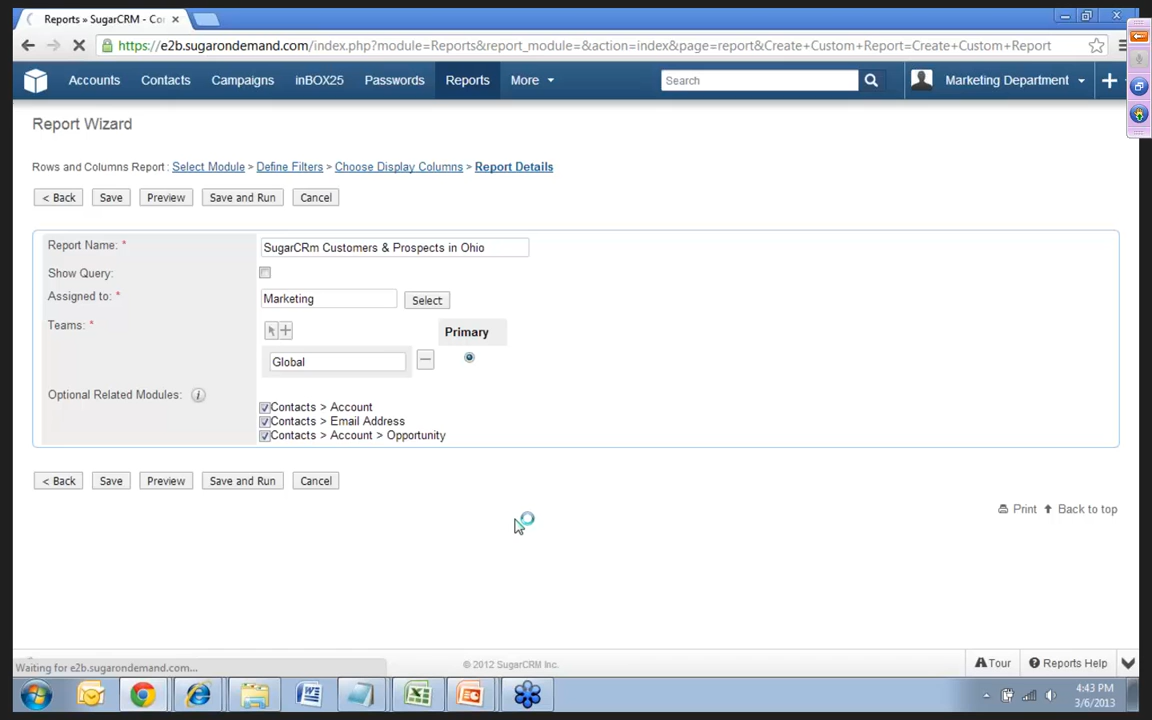 Reports » SugarCRM - Cor
https://e2b.sugarondemand.com/index.php?module=Reports&report_module=&action=index&page=report&Create+Custom+Report=Create+Custom+Report
Accounts Contacts Campaigns inBOX25 Passwords Reports More Search Marketing Department
Report Wizard
Rows and Columns Report : Select Module > Define Filters > Choose Display Columns > Report Details
< Back Save Preview Save and Run Cancel
Report Name: * SugarCRm Customers & Prospects in Ohio
Show Query:
Assigned to: * Marketing Select
Teams: * Primary
Global
Optional Related Modules: i
Contacts > Account
Contacts > Email Address
Contacts > Account > Opportunity
< Back Save Preview Save and Run Cancel
Print Back to top
Waiting for e2b.sugarondemand.com...
© 2012 SugarCRM Inc.
Tour Reports Help
4:43 PM
3/6/2013